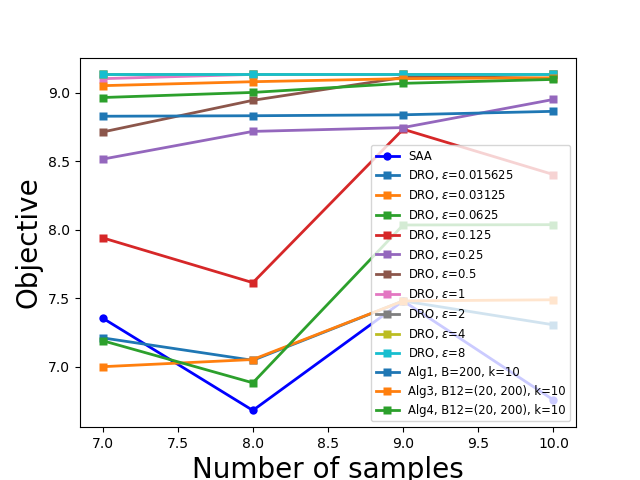 Objective
9.0
8.5
8.0
7.5
7.0
7.0
7.5
8.0
8.5
9.0
9.5
10.0
Number of samples
SAA
DRO, ε=0.015625
DRO, ε=0.03125
DRO, ε=0.0625
DRO, ε=0.125
DRO, ε=0.25
DRO, ε=0.5
DRO, ε=1
DRO, ε=2
DRO, ε=4
DRO, ε=8
Alg1, B=200, k=10
Alg3, B12=(20, 200), k=10
Alg4, B12=(20, 200), k=10